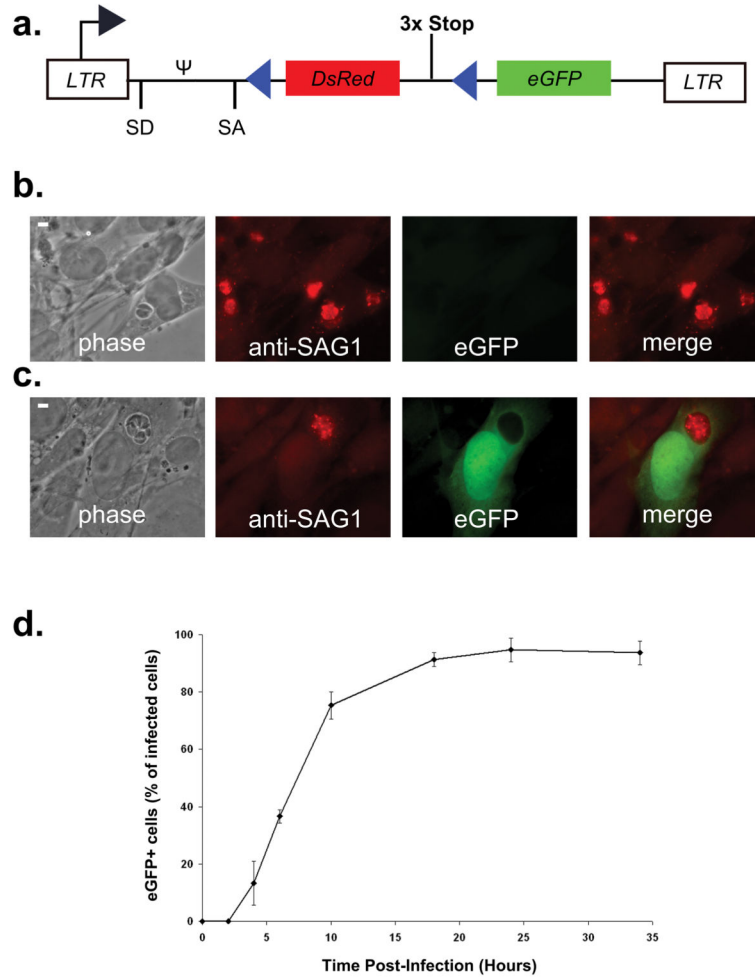 a.
3x Stop
LTR
Ψ
DsRed
eGFP
LTR
SD
SA
b.
phase
anti-SAG1
eGFP
merge
c.
phase
anti-SAG1
eGFP
merge
d.
eGFP+ cells (% of infected cells)
100
80
60
40
20
0
0
5
10
15
20
25
30
35
Time Post-Infection (Hours)